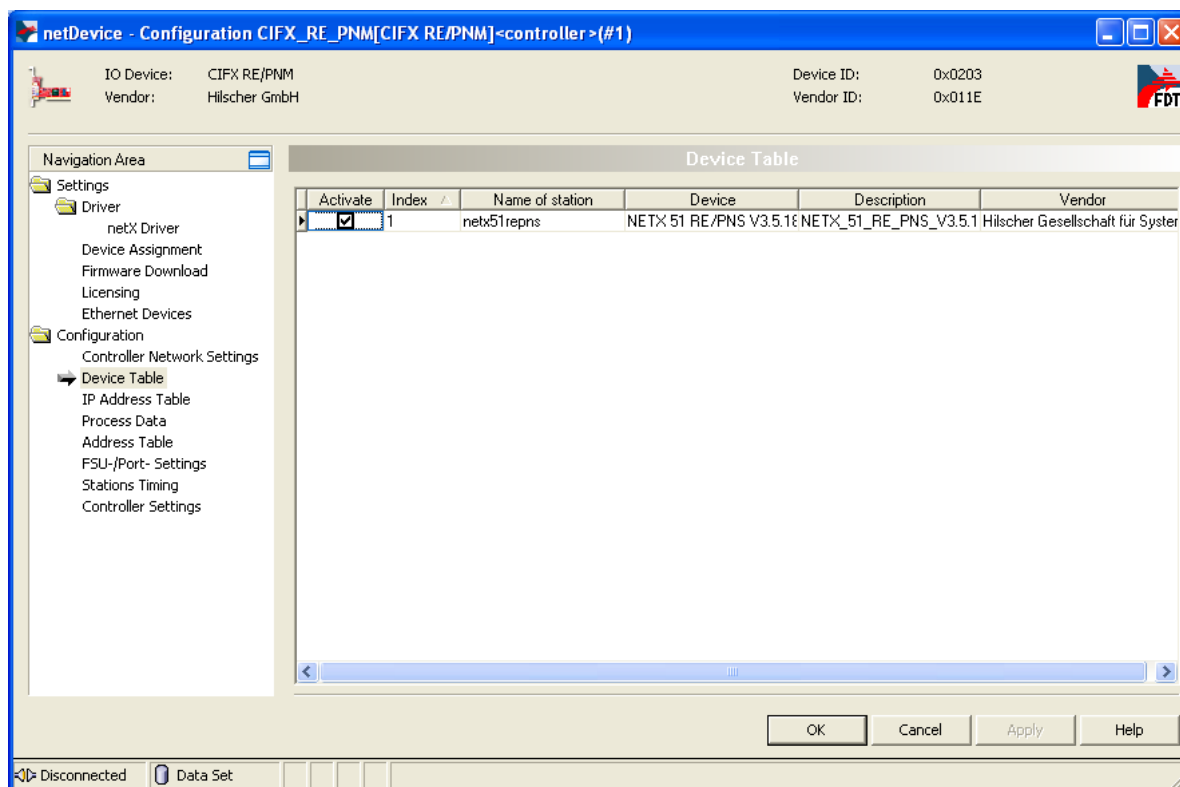 netDevice - Configuration CIFX_RE_PNM[CIFX RE/PNM]<controller>(#1)
IO Device: CIFX RE/PNM Device ID: 0x0203
Vendor: Hilscher GmbH Vendor ID: 0x011E
FDT
Navigation Area
Settings
Driver
netX Driver
Device Assignment
Firmware Download
Licensing
Ethernet Devices
Configuration
Controller Network Settings
Device Table
IP Address Table
Process Data
Address Table
FSU-/Port- Settings
Stations Timing
Controller Settings
Device Table
Activate Index Name of station Device Description Vendor
1 netx51repns NETX 51 RE/PNS V3.5.18 NETX_51_RE_PNS_V3.5.1 Hilscher Gesellschaft für System
OK Cancel Apply Help
Disconnected Data Set